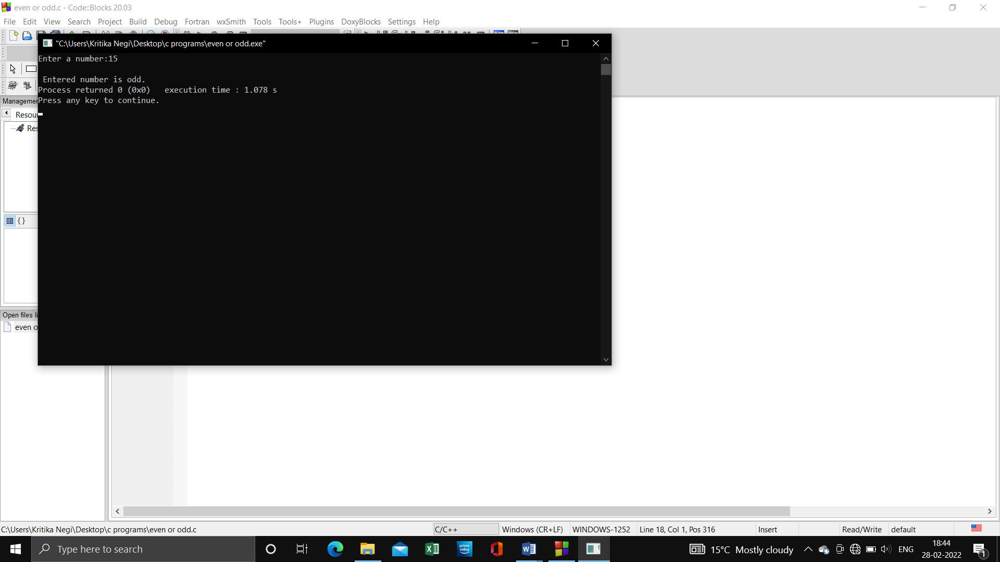 even or odd.c - Code::Blocks 20.03
File Edit View Search Project Build Debug Fortran wxSmith Tools Tools+ Plugins DoxyBlocks Settings Help
"C:\Users\Kritika Negi\Desktop\c programs\even or odd.exe"
Enter a number:15
Entered number is odd.
Process returned 0 (0x0)   execution time : 1.078 s
Press any key to continue.
Managemen
Resour
Res
{}
Open files li
even o
C:\Users\Kritika Negi\Desktop\c programs\even or odd.c C/C++ Windows (CR+LF) WINDOWS-1252 Line 18, Col 1, Pos 316 Insert Read/Write default
Type here to search prime video 15°C Mostly cloudy ENG 18:44
28-02-2022 1